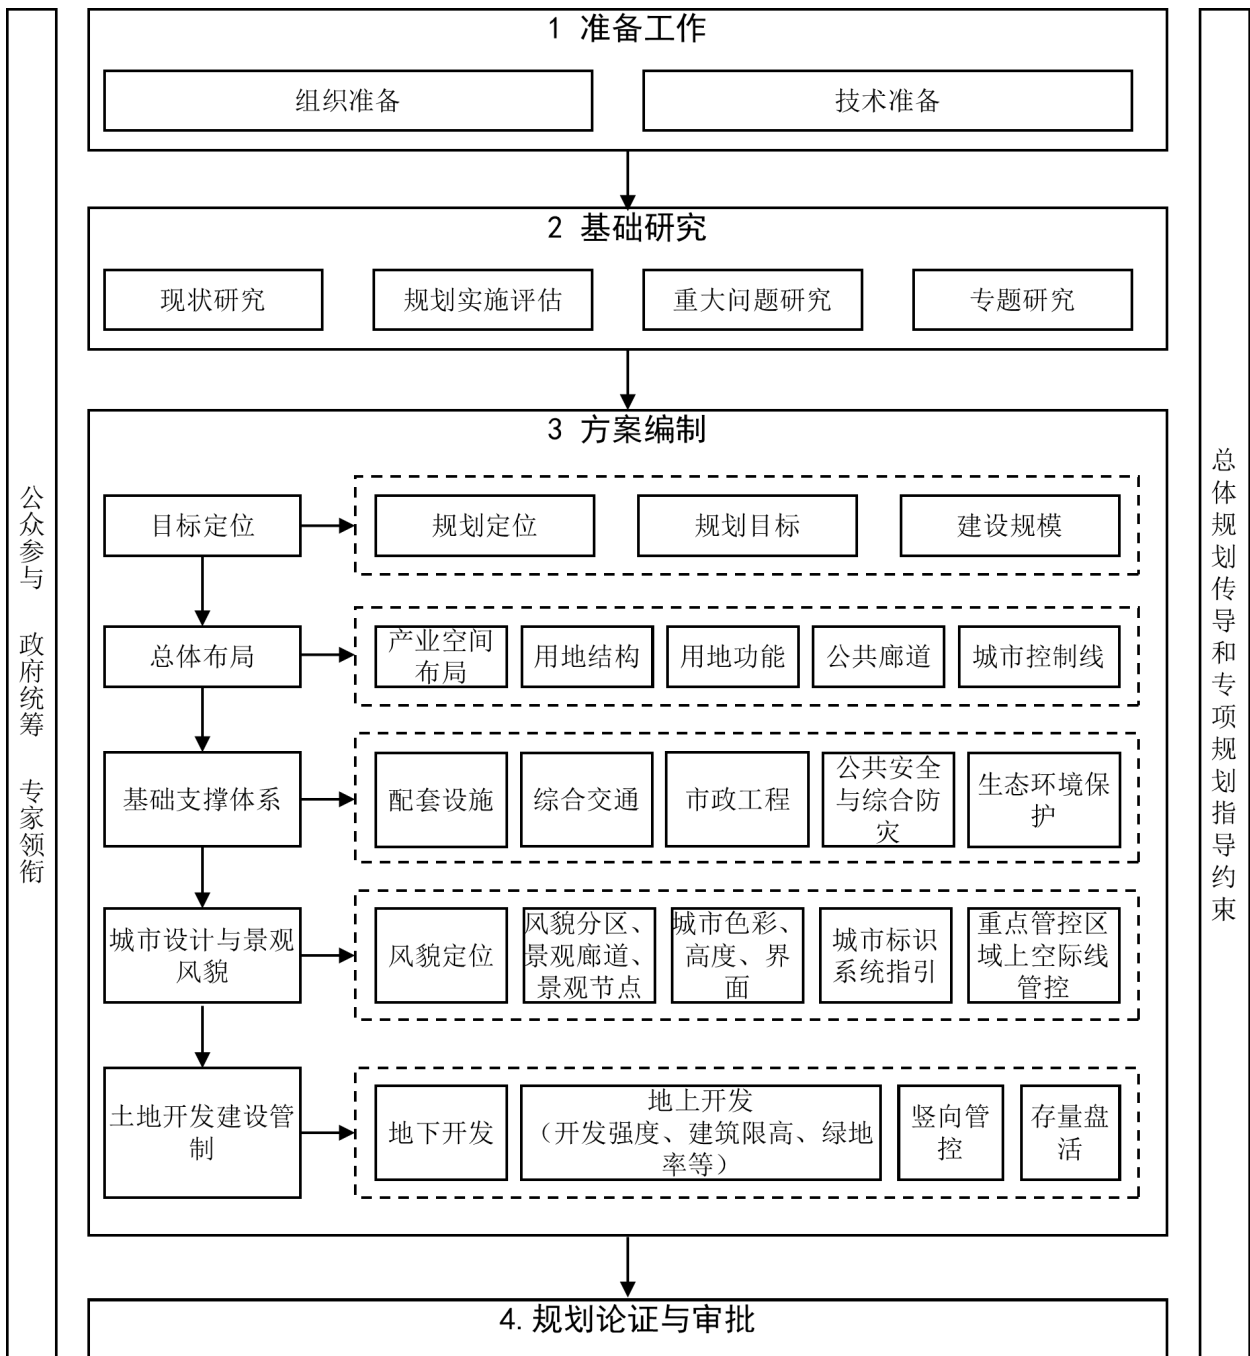 1 准备工作
组织准备
技术准备
2 基础研究
现状研究
规划实施评估
重大问题研究
专题研究
3 方案编制
目标定位
规划定位
规划目标
建设规模
总体布局
产业空间
布局
用地结构
用地功能
公共廊道
城市控制线
基础支撑体系
配套设施
综合交通
市政工程
公共安全
与综合防
灾
生态环境保
护
城市设计与景观
风貌
风貌定位
风貌分区、
景观廊道、
景观节点
城市色彩、
高度、界
面
城市标识
系统指引
重点管控区
域上空际线
管控
土地开发建设管
制
地下开发
地上开发
（开发强度、建筑限高、绿地
率等）
竖向管
控
存量盘
活
4.规划论证与审批
公众参与 政府统筹 专家领衔
总体规划传导和专项规划指导约束